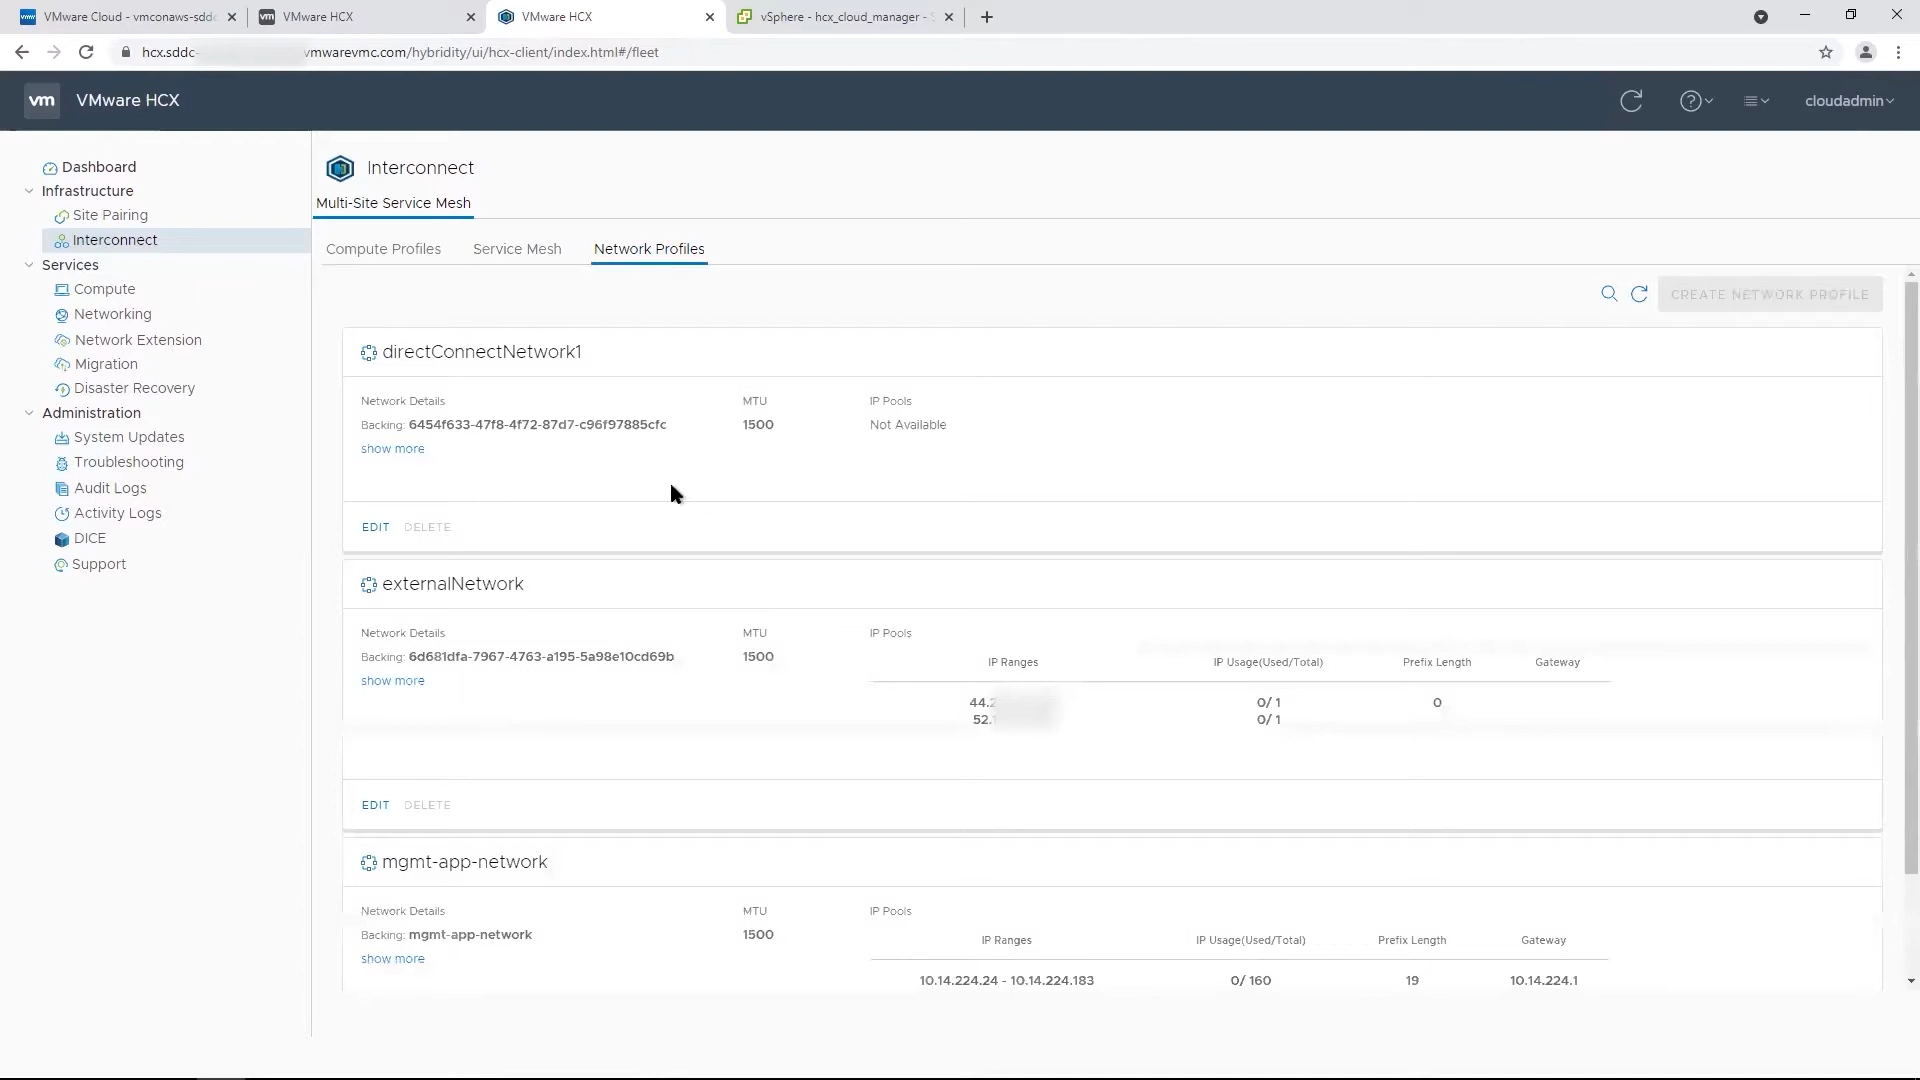 VMware Cloud - vmconaws-sddc
VMware HCX
VMware HCX
vSphere - hcx_cloud_manager -
hcx.sddc-
vmwarevmc.com/hybridity/ui/hcx-client/index.html#/fleet
vm VMware HCX
cloudadmin
Dashboard
Infrastructure
Site Pairing
Interconnect
Services
Compute
Networking
Network Extension
Migration
Disaster Recovery
Administration
System Updates
Troubleshooting
Audit Logs
Activity Logs
DICE
Support
Interconnect
Multi-Site Service Mesh
Compute Profiles Service Mesh Network Profiles
CREATE NETWORK PROFILE
directConnectNetwork1
Network Details MTU IP Pools
Backing: 6454f633-47f8-4f72-87d7-c96f97885cfc 1500 Not Available
show more
EDIT DELETE
externalNetwork
Network Details MTU IP Pools
Backing: 6d681dfa-7967-4763-a195-5a98e10cd69b 1500
show more
IP Ranges IP Usage(Used/Total) Prefix Length Gateway
44.2 0/ 1 0
52.1 0/ 1
EDIT DELETE
mgmt-app-network
Network Details MTU IP Pools
Backing: mgmt-app-network 1500
show more
IP Ranges IP Usage(Used/Total) Prefix Length Gateway
10.14.224.24 - 10.14.224.183 0/ 160 19 10.14.224.1